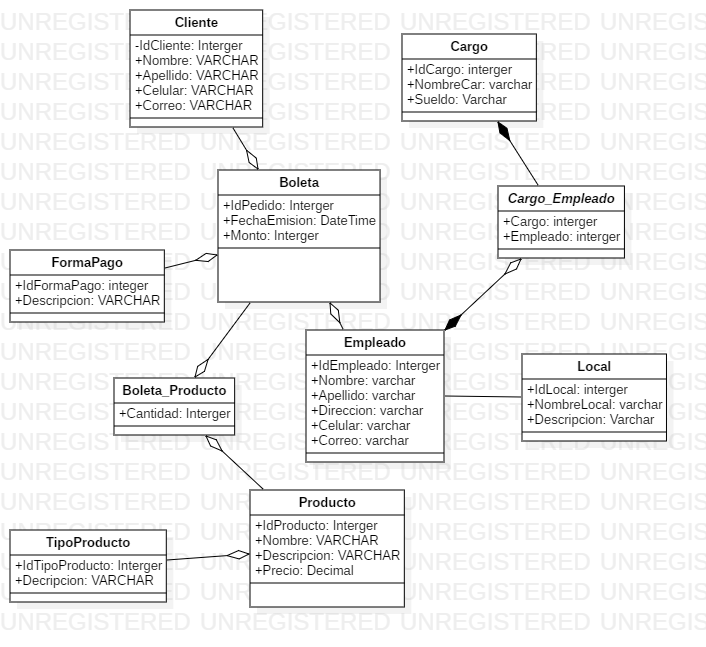 Cliente
-IdCliente: Interger
+Nombre: VARCHAR
+Apellido: VARCHAR
+Celular: VARCHAR
+Correo: VARCHAR
Cargo
+IdCargo: interger
+NombreCar: varchar
+Sueldo: Varchar
Boleta
+IdPedido: Interger
+FechaEmision: DateTime
+Monto: Interger
Cargo_Empleado
+Cargo: interger
+Empleado: interger
FormaPago
+IdFormaPago: integer
+Descripcion: VARCHAR
Empleado
+IdEmpleado: Interger
+Nombre: varchar
+Apellido: varchar
+Direccion: varchar
+Celular: varchar
+Correo: varchar
Local
+IdLocal: interger
+NombreLocal: varchar
+Descripcion: Varchar
Boleta_Producto
+Cantidad: Interger
Producto
+IdProducto: Interger
+Nombre: VARCHAR
+Descripcion: VARCHAR
+Precio: Decimal
TipoProducto
+IdTipoProducto: Interger
+Decripcion: VARCHAR
UNREGISTERED